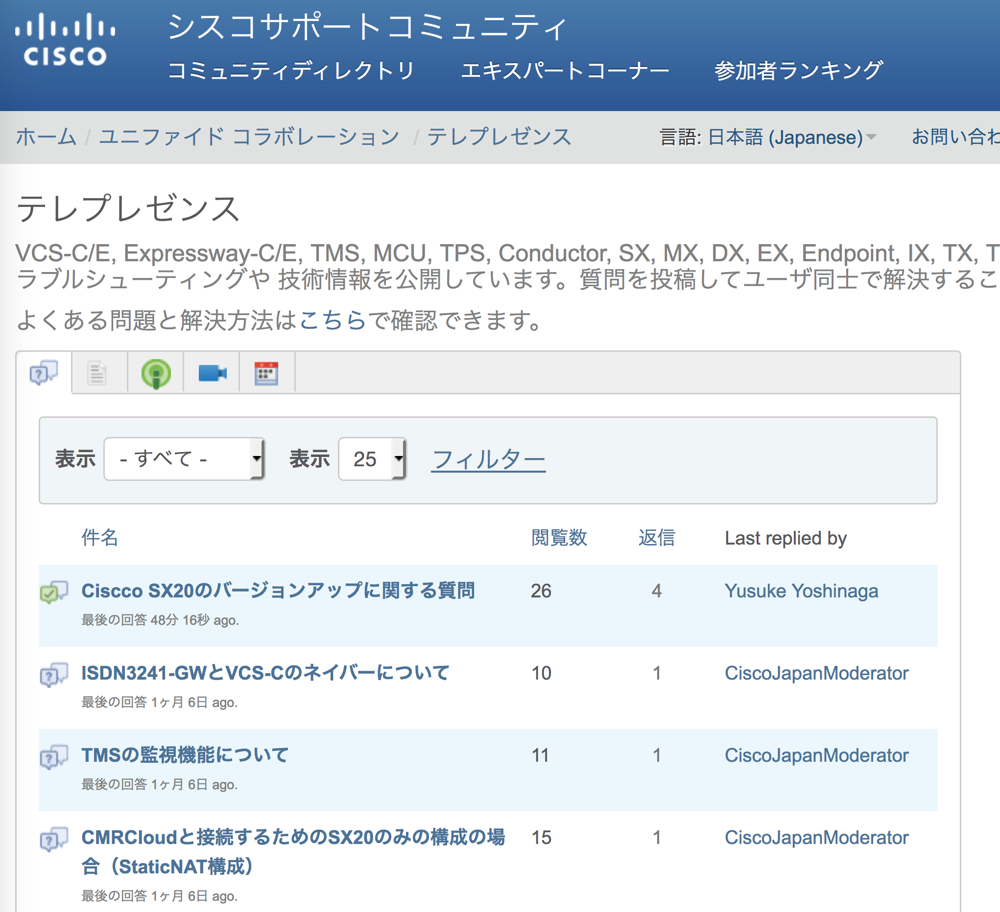 CISCO
シスコサポートコミュニティ
コミュニティディレクトリ エキスパートコーナー 参加者ランキング
ホーム / ユニファイド コラボレーション / テレプレゼンス 言語: 日本語 (Japanese) お問い合わ
テレプレゼンス
VCS-C/E, Expressway-C/E, TMS, MCU, TPS, Conductor, SX, MX, DX, EX, Endpoint, IX, TX, T
ラブルシューティングや 技術情報を公開しています。質問を投稿してユーザ同士で解決するこ
よくある問題と解決方法はこちらで確認できます。
表示 - すべて - 表示 25 フィルター
件名 閲覧数 返信 Last replied by
Ciscco SX20のバージョンアップに関する質問 26 4 Yusuke Yoshinaga
最後の回答 48分 16秒 ago.
ISDN3241-GWとVCS-Cのネイバーについて 10 1 CiscoJapanModerator
最後の回答 1ヶ月 6日 ago.
TMSの監視機能について 11 1 CiscoJapanModerator
最後の回答 1ヶ月 6日 ago.
CMRCloudと接続するためのSX20のみの構成の場 15 1 CiscoJapanModerator
合（StaticNAT構成）
最後の回答 1ヶ月 6日 ago.